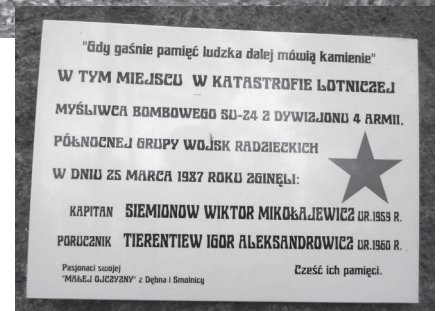 "Gdy gaśnie pamięć ludzka dalej mówią kamienie"
W TYM MIEJSCU W KATASTROFIE LOTNICZEJ
MYŚLIWCA BOMBOWEGO SU-24 2 DYWIZJONU 4 ARMII,
PÓŁNOCNEJ GRUPY WOJSK RADZIECKICH
W DNIU 25 MARCA 1987 ROKU ZGINĘLI:
KAPITAN SIEMIONOW WIKTOR MIKOŁAJEWICZ UR.1959 R.
PORUCZNIK TIERENTIEW IGOR ALEKSANDROWICZ UR.1960 R.
Pasjonaci swojej
"MAŁEJ OJCZYZNY" z Dębna i Smolnicy
Cześć ich pamięci.